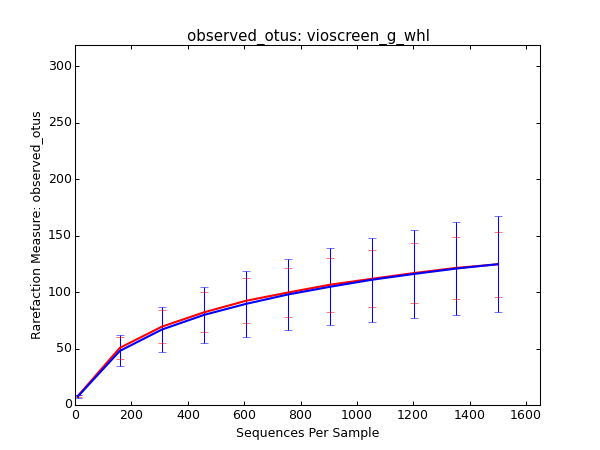 observed_otus: vioscreen_g_whl
Rarefaction Measure: observed_otus
300
250
200
150
100
50
0
0 200 400 600 800 1000 1200 1400 1600
Sequences Per Sample